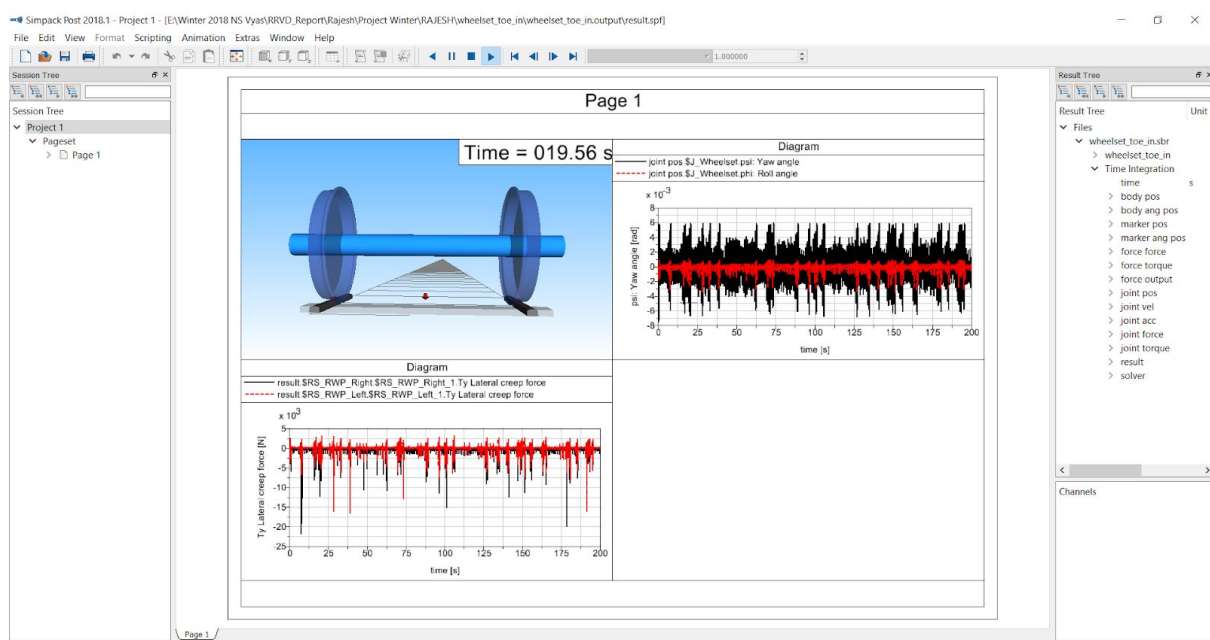 Simpack Post 2018.1 - Project 1 - [E:\Winter 2018 NS Vyas\RRVD_Report\Rajesh\Project Winter\RAJESH\wheelset_toe_in\wheelset_toe_in.output\result.spf]
File Edit View Format Scripting Animation Extras Window Help
1.000000
Session Tree
Session Tree
Project 1
Pageset
Page 1
Page 1
Time = 019.56 s
Diagram
joint pos.$J_Wheelset.psi: Yaw angle
joint pos.$J_Wheelset.phi: Roll angle
x 10-3
8
6
4
2
0
-2
-4
-6
-8
psi: Yaw angle [rad]
0 25 50 75 100 125 150 175 200
time [s]
Diagram
result.$RS_RWP_Right.$RS_RWP_Right_1.Ty Lateral creep force
result.$RS_RWP_Left.$RS_RWP_Left_1.Ty Lateral creep force
x 103
5
0
-5
-10
-15
-20
-25
Ty Lateral creep force [N]
0 25 50 75 100 125 150 175 200
time [s]
Page 1
Result Tree
Result Tree Unit
Files
wheelset_toe_in.sbr
wheelset_toe_in
Time Integration
time s
body pos
body ang pos
marker pos
marker ang pos
force force
force torque
force output
joint pos
joint vel
joint acc
joint force
joint torque
result
solver
Channels